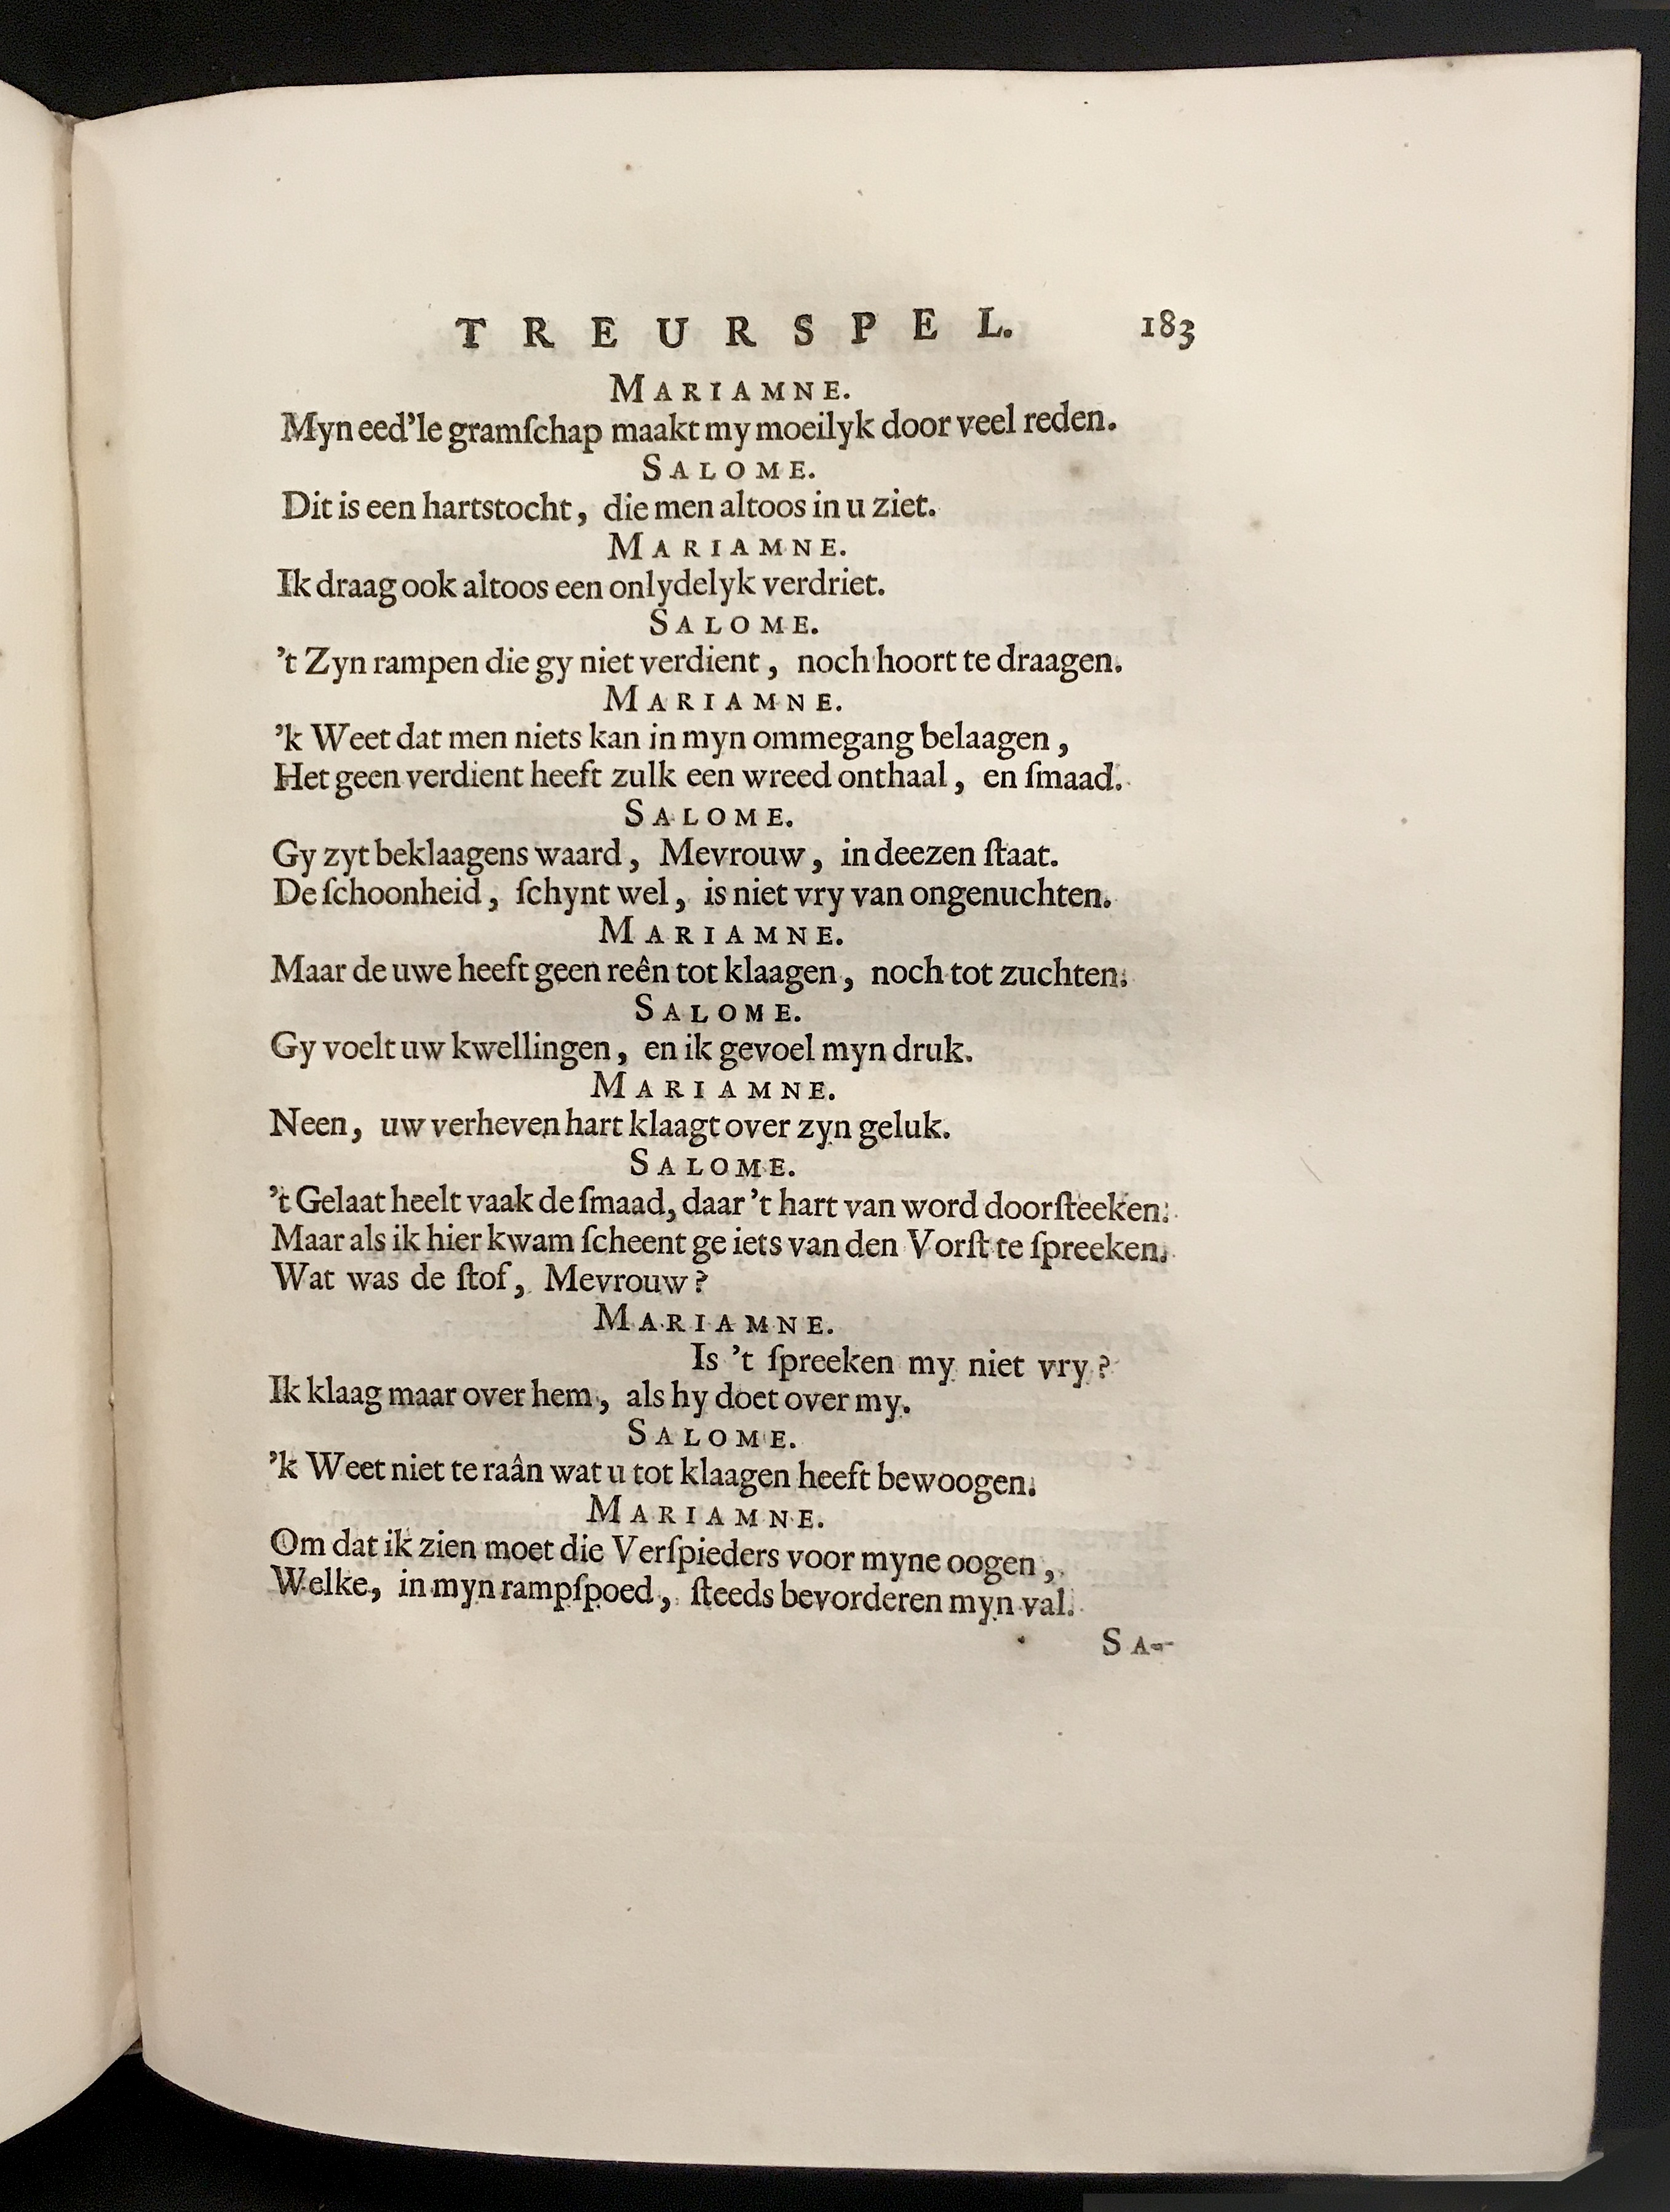 TREURSPEL. 183
MARIAMNE.
Myn eed'le gramſchap maakt my moeilyk door veel reden.
SALOME.
Dit is een hartstocht, die men altoos in u ziet.
MARIAMNE.
Ik draag ook altoos een onlydelyk verdriet.
SALOME.
't Zyn rampen die gy niet verdient, noch hoort te draagen.
MARIAMNE.
'k Weet dat men niets kan in myn ommegang belaagen,
Het geen verdient heeft zulk een wreed onthaal, en ſmaad.
SALOME.
Gy zyt beklaagens waard, Mevrouw, in deezen ſtaat.
De ſchoonheid, ſchynt wel, is niet vry van ongenuchten.
MARIAMNE.
Maar de uwe heeft geen reên tot klaagen, noch tot zuchten.
SALOME.
Gy voelt uw kwellingen, en ik gevoel myn druk.
MARIAMNE.
Neen, uw verheven hart klaagt over zyn geluk.
SALOME.
't Gelaat heelt vaak de ſmaad, daar 't hart van word doorſteeken.
Maar als ik hier kwam ſcheent ge iets van den Vorſt te ſpreeken.
Wat was de ſtof, Mevrouw?
MARIAMNE.
Is 't ſpreeken my niet vry?
Ik klaag maar over hem, als hy doet over my.
SALOME.
'k Weet niet te raân wat u tot klaagen heeft bewoogen.
MARIAMNE.
Om dat ik zien moet die Verſpieders voor myne oogen,
Welke, in myn rampſpoed, ſteeds bevorderen myn val.
SA-